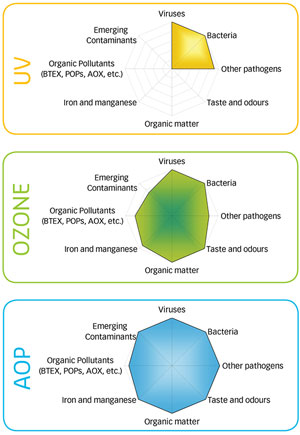 UV
Viruses
Emerging
Contaminants
Bacteria
Organic Pollutants
(BTEX, POPs, AOX, etc.)
Other pathogens
Iron and manganese
Taste and odours
Organic matter
OZONE
Viruses
Emerging
Contaminants
Bacteria
Organic Pollutants
(BTEX, POPs, AOX, etc.)
Other pathogens
Iron and manganese
Taste and odours
Organic matter
AOP
Viruses
Emerging
Contaminants
Bacteria
Organic Pollutants
(BTEX, POPs, AOX, etc.)
Other pathogens
Iron and manganese
Taste and odours
Organic matter